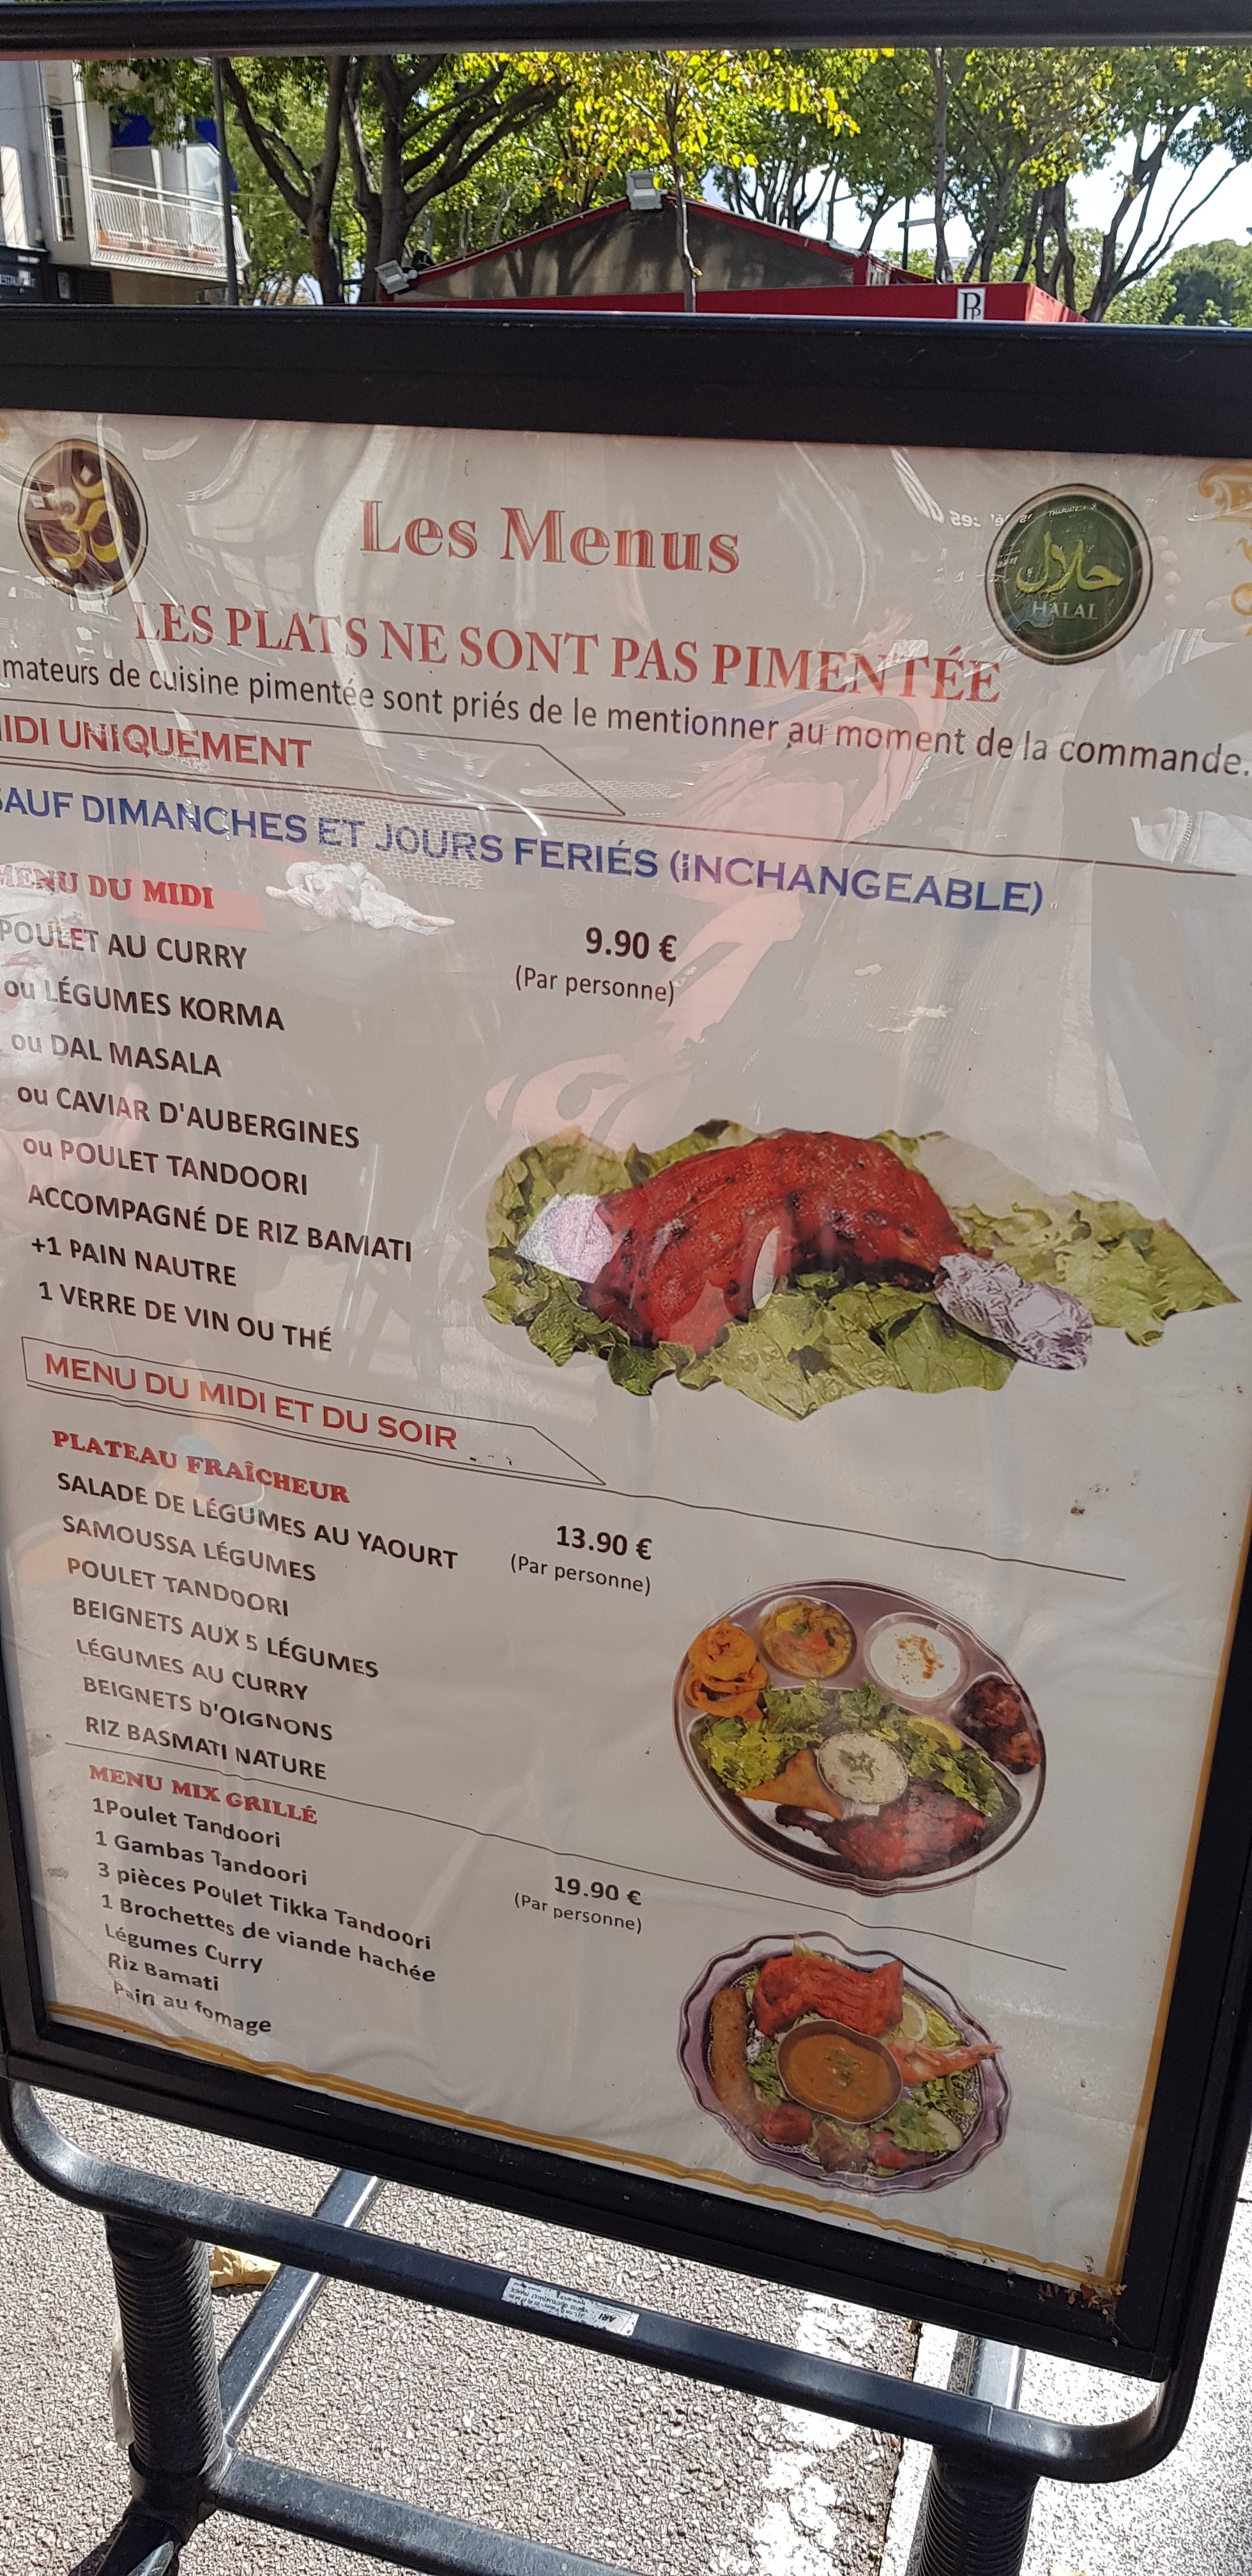 Les Menus
ॐ
حلال
HALAL
LES PLATS NE SONT PAS PIMENTÉE
mateurs de cuisine pimentée sont priés de le mentionner au moment de la commande.
MIDI UNIQUEMENT
SAUF DIMANCHES ET JOURS FERIÉS (INCHANGEABLE)
MENU DU MIDI
POULET AU CURRY
9.90 €
(Par personne)
ou LÉGUMES KORMA
ou DAL MASALA
ou CAVIAR D'AUBERGINES
ou POULET TANDOORI
ACCOMPAGNÉ DE RIZ BAMATI
+1 PAIN NAUTRE
1 VERRE DE VIN OU THÉ
MENU DU MIDI ET DU SOIR
PLATEAU FRAÎCHEUR
SALADE DE LÉGUMES AU YAOURT
13.90 €
(Par personne)
SAMOUSSA LÉGUMES
POULET TANDOORI
BEIGNETS AUX 5 LÉGUMES
LÉGUMES AU CURRY
BEIGNETS D'OIGNONS
RIZ BASMATI NATURE
MENU MIX GRILLÉ
1Poulet Tandoori
19.90 €
(Par personne)
1 Gambas Tandoori
3 pièces Poulet Tikka Tandoori
1 Brochettes de viande hachée
Légumes Curry
Riz Bamati
Pain au fomage